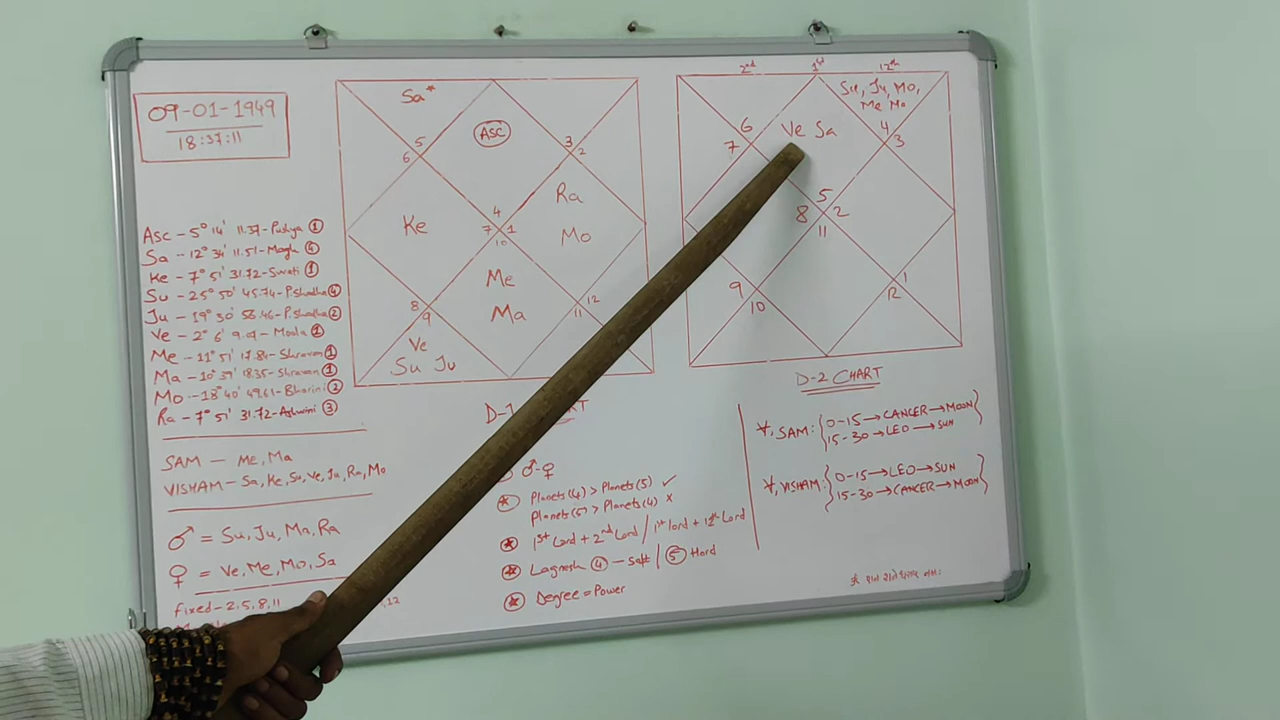 09-01-1949
18:37:11
Asc - 5° 14' 11.37 - Pushya ①
Sa - 12° 34' 11.51 - Magh ④
Ke - 7° 51' 31.72 - Swati ①
Su - 25° 50' 45.74 - P.Shadha ④
Ju - 19° 30' 58.46 - P.Shadha ②
Ve - 2° 6' 9.07 - Moola ①
Me - 11° 51' 17.84 - Shravan ①
Ma - 10° 39' 18.35 - Shravan ①
Mo - 18° 40' 49.61 - Bharini ②
Ra - 7° 51' 31.72 - Ashwini ③
SAM - Me, Ma
VISHAM - Sa, Ke, Su, Ve, Ju, Ra, Mo
♂ = Su, Ju, Ma, Ra
♀ = Ve, Me, Mo, Sa
fixed - 2, 5, 8, 11
,12
Sa*
Asc
5
6
3
2
Ra
Ke
Mo
4
7 1
10
Me
Ma
8
9
12
11
Ve
Su Ju
D-1
RT
♂-♀
Planets(4) > Planets(5) ✓
Planets(5) > Planets(4) x
1st Lord + 2nd Lord / 1st lord + 12th Lord
Lagnesh ④ - Soft / ⑤ Hard
Degree = Power
2nd 1st 12th
Su, Ju, Mo,
Me Mo
6
7
Ve Sa
4
3
5
8 2
11
9
10
1
12
D-2 CHART
∀, SAM: { 0-15 → CANCER → MOON }
15-30 → LEO → SUN
∀, VISHAM: { 0-15 → LEO → SUN }
15-30 → CANCER → MOON